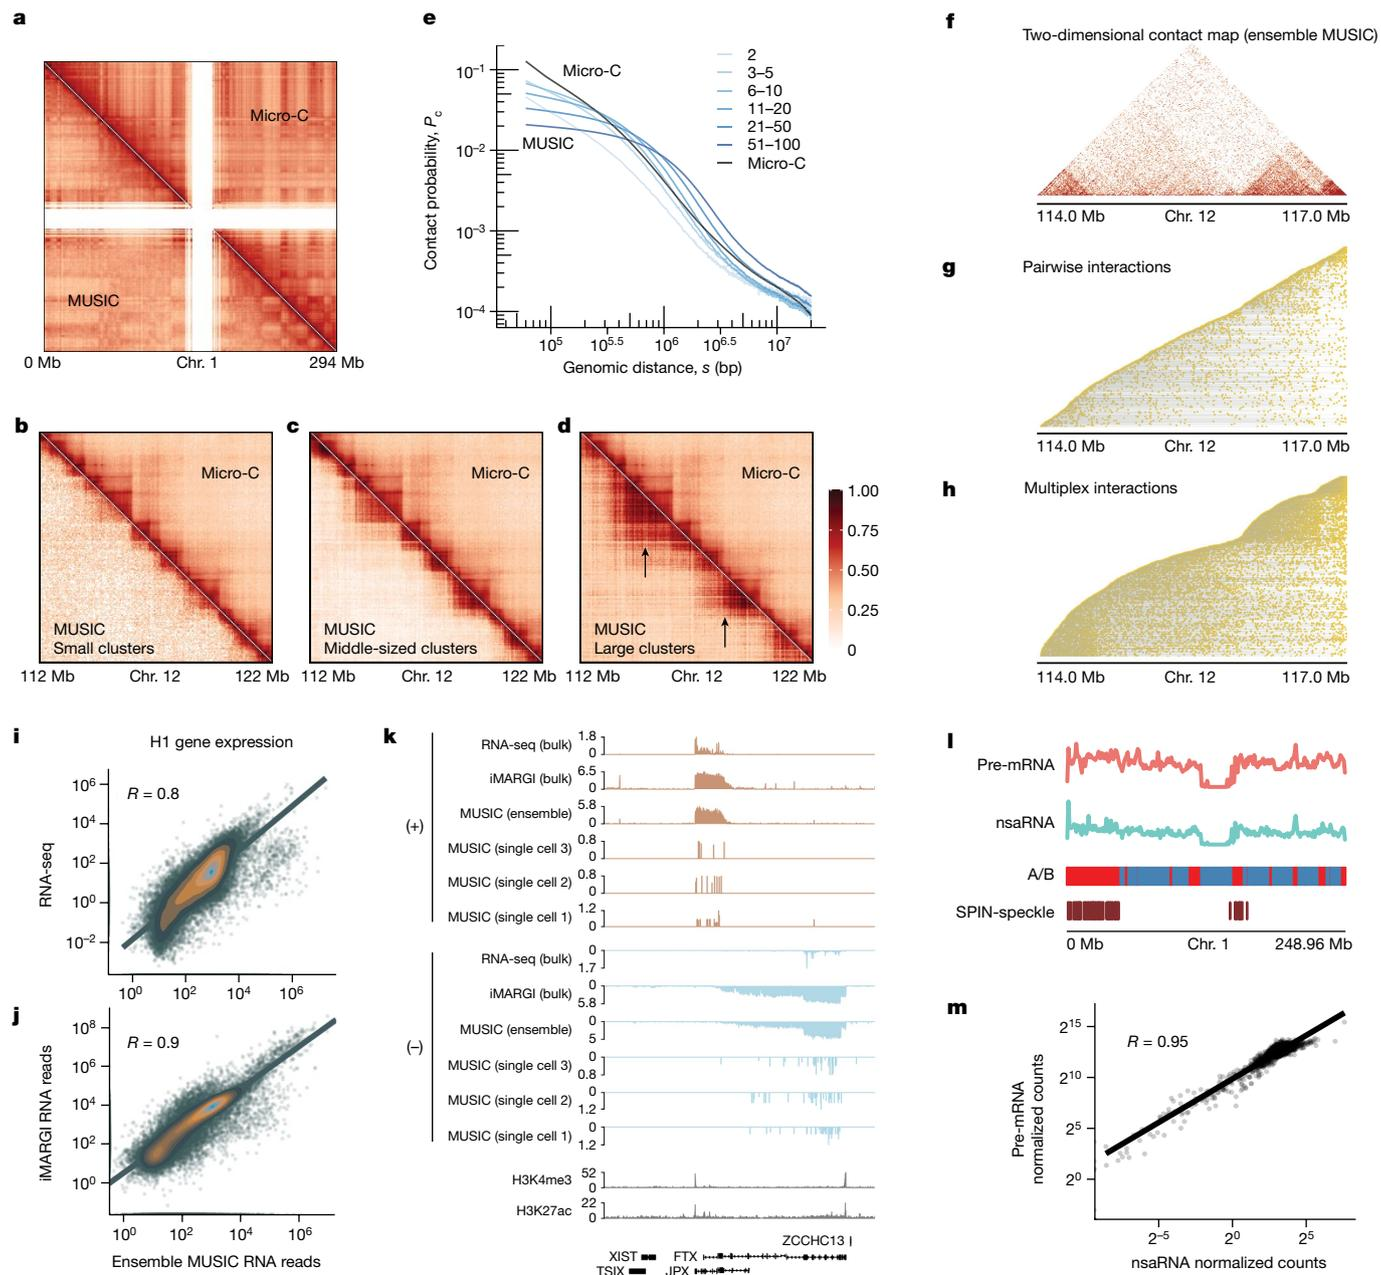 a
Micro-C
MUSIC
0 Mb
Chr. 1
294 Mb
e
Contact probability, Pc
10⁻¹
10⁻²
10⁻³
10⁻⁴
Micro-C
MUSIC
2
3–5
6–10
11–20
21–50
51–100
Micro-C
10⁵
10⁵·⁵
10⁶
10⁶·⁵
10⁷
Genomic distance, s (bp)
f
Two-dimensional contact map (ensemble MUSIC)
114.0 Mb
Chr. 12
117.0 Mb
g
Pairwise interactions
114.0 Mb
Chr. 12
117.0 Mb
h
Multiplex interactions
114.0 Mb
Chr. 12
117.0 Mb
b
Micro-C
MUSIC
Small clusters
112 Mb
Chr. 12
122 Mb
c
Micro-C
MUSIC
Middle-sized clusters
112 Mb
Chr. 12
122 Mb
d
Micro-C
MUSIC
Large clusters
112 Mb
Chr. 12
122 Mb
1.00
0.75
0.50
0.25
0
i
H1 gene expression
R = 0.8
RNA-seq
10⁶
10⁴
10²
10⁰
10⁻²
10⁰
10²
10⁴
10⁶
j
R = 0.9
iMARGI RNA reads
10⁸
10⁶
10⁴
10²
10⁰
10⁰
10²
10⁴
10⁶
Ensemble MUSIC RNA reads
k
(+)
RNA-seq (bulk)
1.8
0
iMARGI (bulk)
6.5
0
MUSIC (ensemble)
5.8
0
MUSIC (single cell 3)
0.8
0
MUSIC (single cell 2)
0.8
0
MUSIC (single cell 1)
1.2
0
(–)
RNA-seq (bulk)
0
1.7
iMARGI (bulk)
0
5.8
MUSIC (ensemble)
0
5
MUSIC (single cell 3)
0
0.8
MUSIC (single cell 2)
0
1.2
MUSIC (single cell 1)
0
1.2
H3K4me3
52
0
H3K27ac
22
0
ZCCHC13
XIST
FTX
TSIX
JPX
l
Pre-mRNA
nsaRNA
A/B
SPIN-speckle
0 Mb
Chr. 1
248.96 Mb
m
R = 0.95
Pre-mRNA
normalized counts
2¹⁵
2¹⁰
2⁵
2⁰
2⁻⁵
2⁰
2⁵
nsaRNA normalized counts